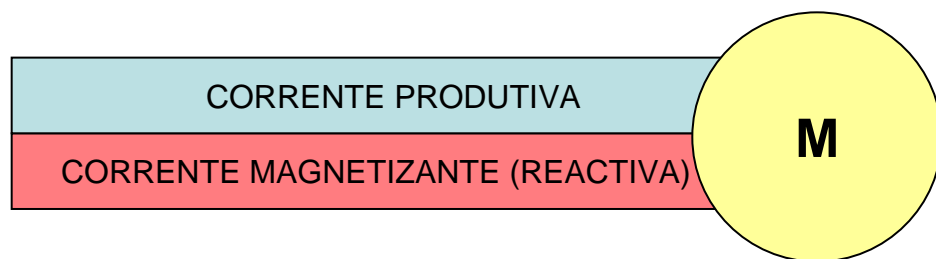 CORRENTE PRODUTIVA
CORRENTE MAGNETIZANTE (REACTIVA)
M